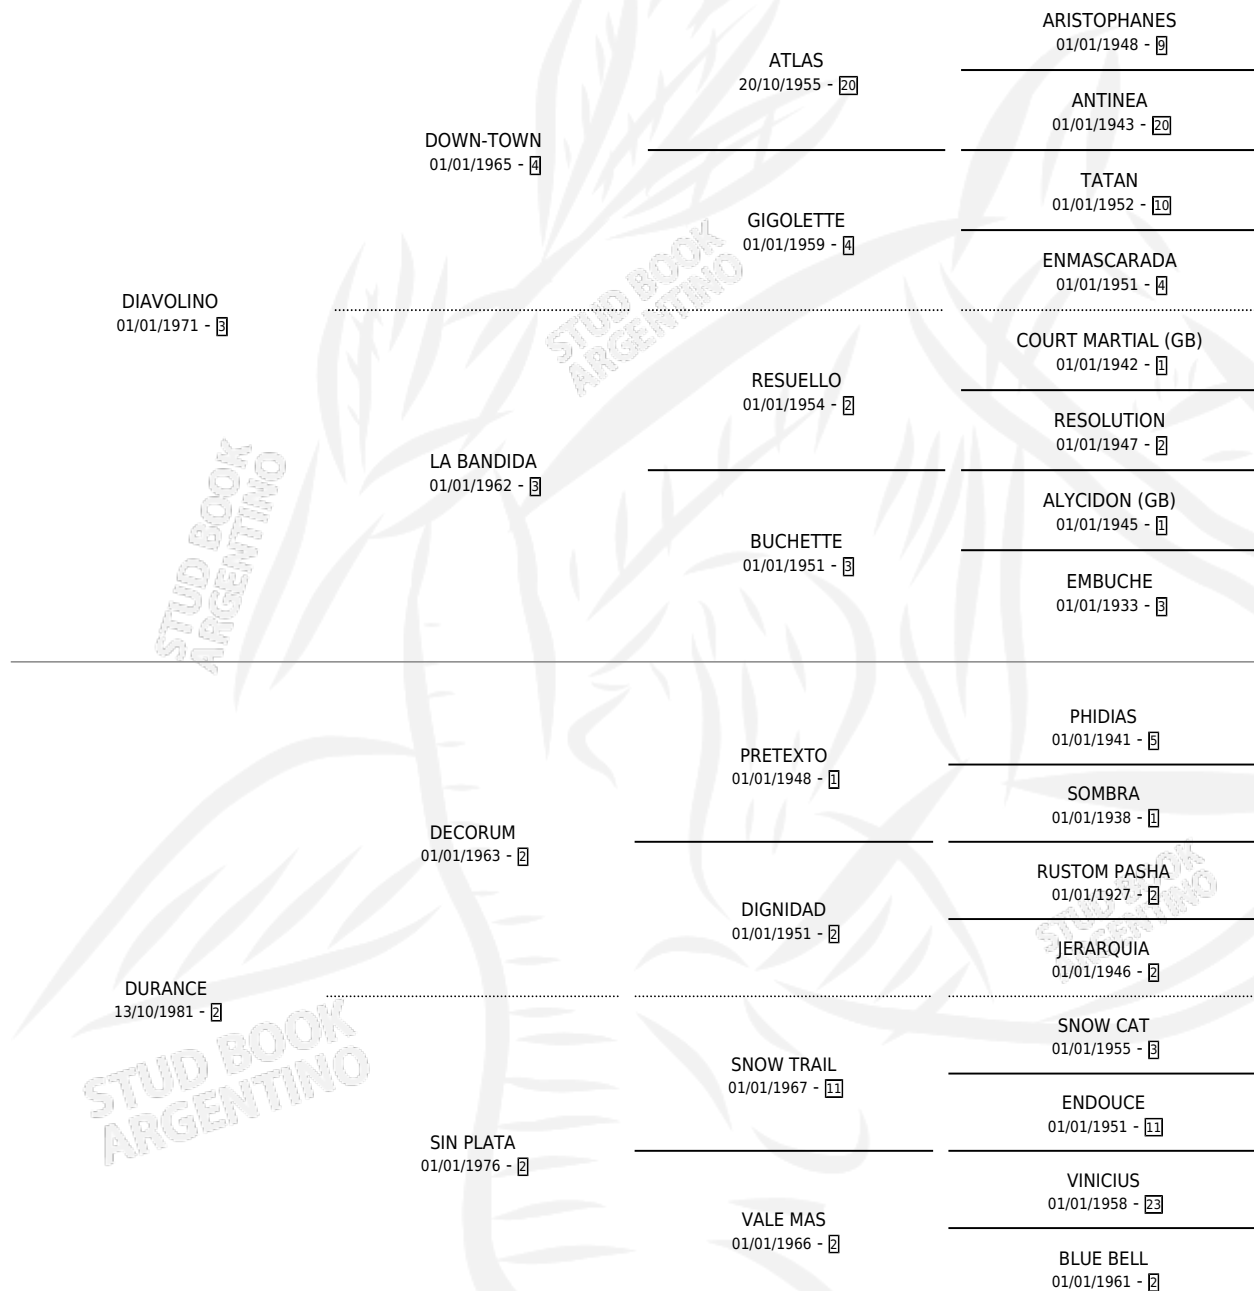 ARISTOPHANES
01/01/1948 - 9
ATLAS
20/10/1955 - 20
ANTINEA
01/01/1943 - 20
DOWN-TOWN
01/01/1965 - 4
TATAN
01/01/1952 - 10
GIGOLETTE
01/01/1959 - 4
ENMASCARADA
01/01/1951 - 4
DIAVOLINO
01/01/1971 - 3
COURT MARTIAL (GB)
01/01/1942 - 1
RESUELLO
01/01/1954 - 2
RESOLUTION
01/01/1947 - 2
LA BANDIDA
01/01/1962 - 3
ALYCIDON (GB)
01/01/1945 - 1
BUCHETTE
01/01/1951 - 3
EMBUCHE
01/01/1933 - 3
PHIDIAS
01/01/1941 - 5
PRETEXTO
01/01/1948 - 1
SOMBRA
01/01/1938 - 1
DECORUM
01/01/1963 - 2
RUSTOM PASHA
01/01/1927 - 2
DIGNIDAD
01/01/1951 - 2
JERARQUIA
01/01/1946 - 2
DURANCE
13/10/1981 - 2
SNOW CAT
01/01/1955 - 3
SNOW TRAIL
01/01/1967 - 11
ENDOUCE
01/01/1951 - 11
SIN PLATA
01/01/1976 - 2
VINICIUS
01/01/1958 - 23
VALE MAS
01/01/1966 - 2
BLUE BELL
01/01/1961 - 2
STUD BOOK
ARGENTINO
STUD BOOK
ARGENTINO
STUD BOOK
ARGENTINO
STUD BOOK
ARGENTINO